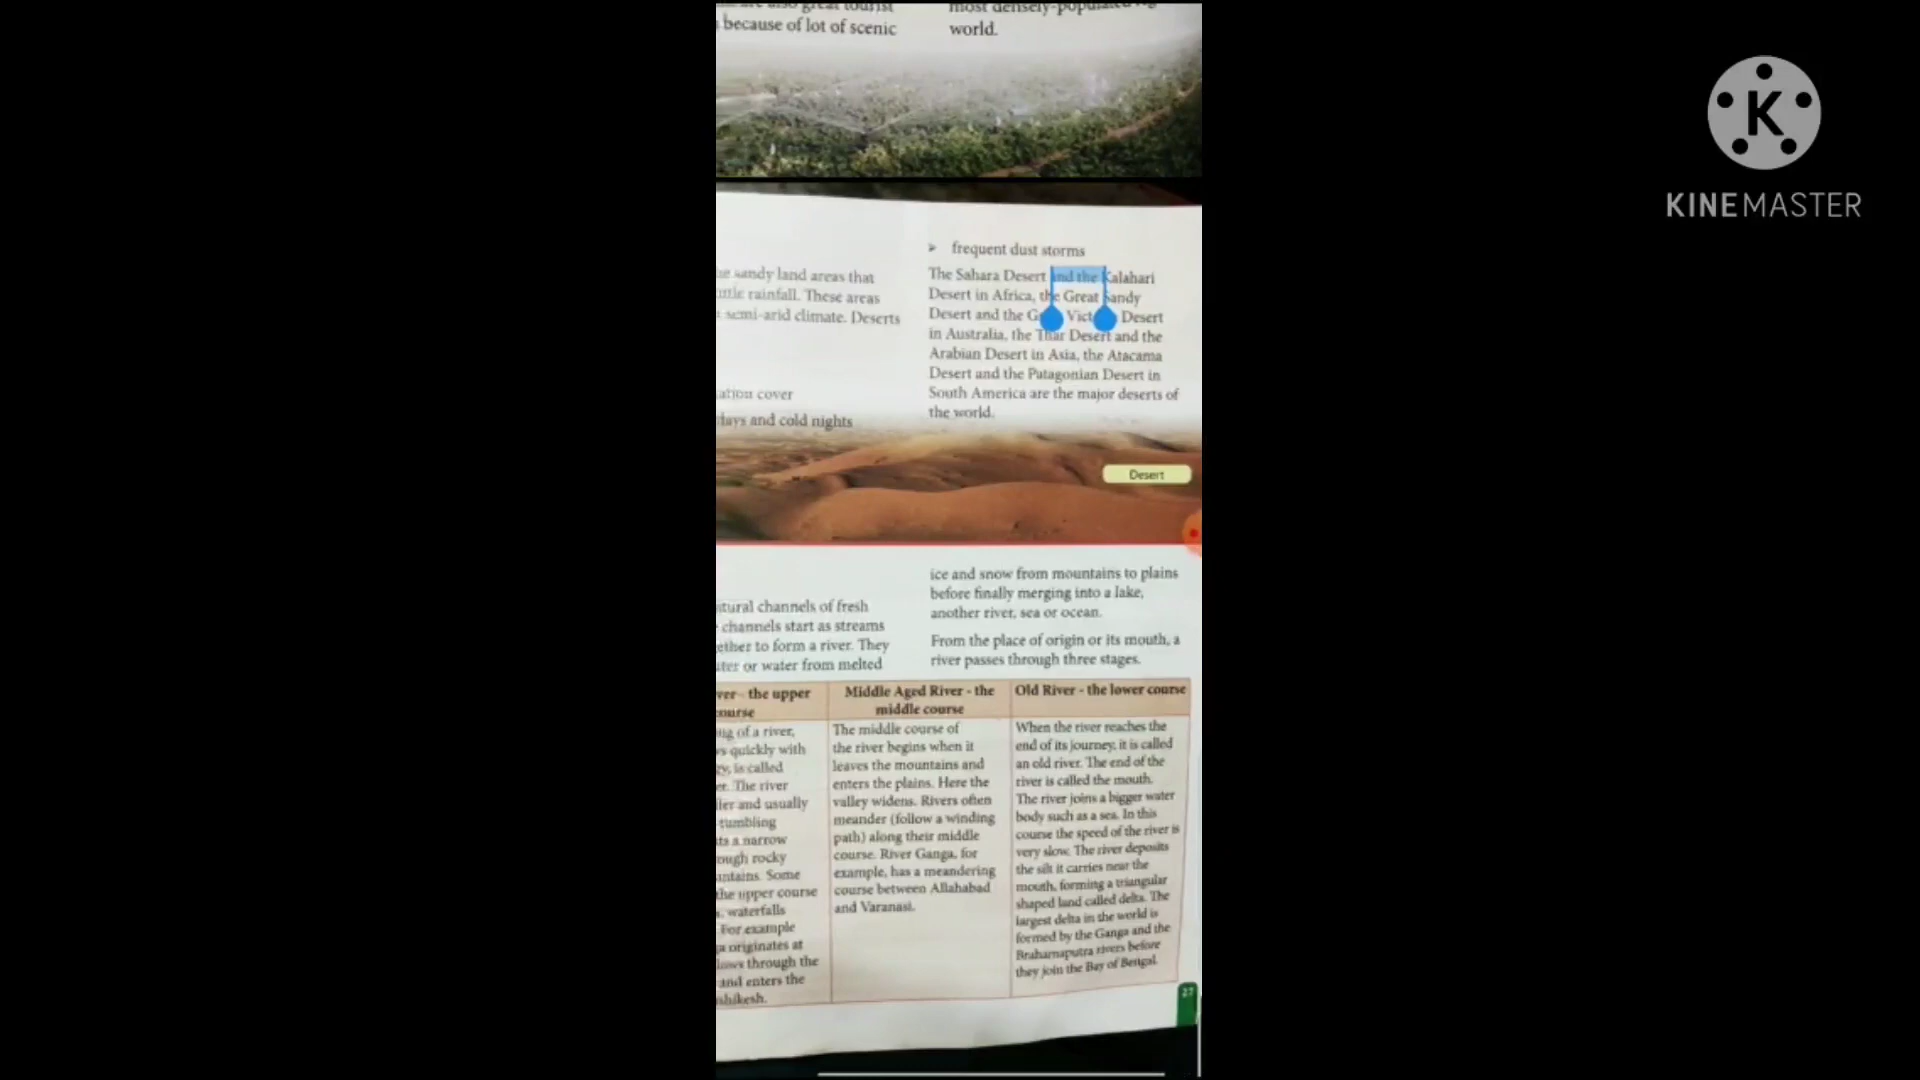 great tourist
because of lot of scenic
most densely-populated
world.
sandy land areas that
rainfall. These areas
semi-arid climate. Deserts
cover
days and cold nights
➢ frequent dust storms
The Sahara Desert and the Kalahari
Desert in Africa, the Great Sandy
Desert and the Desert
in Australia, the Thar Desert and the
Arabian Desert in Asia, the Atacama
Desert and the Patagonian Desert in
South America are the major deserts of
the world.
Desert
channels of fresh
channels start as streams
to form a river. They
or water from melted
ice and snow from mountains to plains
before finally merging into a lake,
another river, sea or ocean.
From the place of origin or its mouth, a
river passes through three stages.
the upper
course
of a river,
quickly with
is called
The river
and usually
tumbling
a narrow
rocky
Some
the upper course
waterfalls
For example
originates at
through the
and enters the
Middle Aged River - the
middle course
The middle course of
the river begins when it
leaves the mountains and
enters the plains. Here the
valley widens. Rivers often
meander (follow a winding
path) along their middle
course. River Ganga, for
example, has a meandering
course between Allahabad
and Varanasi.
Old River - the lower course
When the river reaches the
end of its journey, it is called
an old river. The end of the
river is called the mouth.
The river joins a bigger water
body such as a sea. In this
course the speed of the river is
very slow. The river deposits
the silt it carries near the
mouth, forming a triangular
shaped land called delta. The
largest delta in the world is
formed by the Ganga and the
Brahamaputra rivers before
they join the Bay of Bengal.
27
K
KINEMASTER